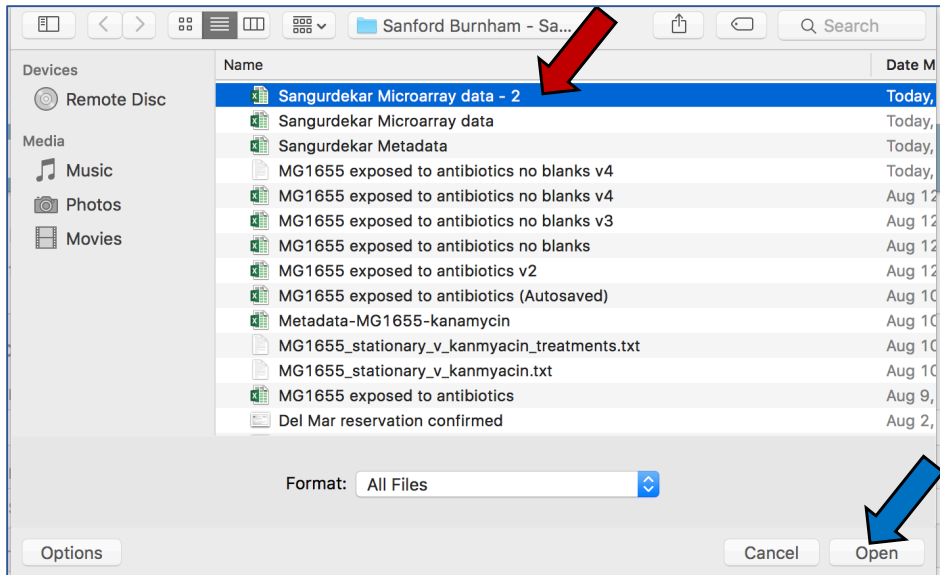 Sanford Burnham - Sa...
Search
Devices
Remote Disc
Media
Music
Photos
Movies
Name Date M
Sangurdekar Microarray data - 2 Today,
Sangurdekar Microarray data Today,
Sangurdekar Metadata Today,
MG1655 exposed to antibiotics no blanks v4 Today,
MG1655 exposed to antibiotics no blanks v4 Aug 12
MG1655 exposed to antibiotics no blanks v3 Aug 12
MG1655 exposed to antibiotics no blanks Aug 12
MG1655 exposed to antibiotics v2 Aug 12
MG1655 exposed to antibiotics (Autosaved) Aug 10
Metadata-MG1655-kanamycin Aug 10
MG1655_stationary_v_kanmyacin_treatments.txt Aug 10
MG1655_stationary_v_kanmyacin.txt Aug 10
MG1655 exposed to antibiotics Aug 9,
Del Mar reservation confirmed Aug 2,
Format: All Files
Options Cancel Open